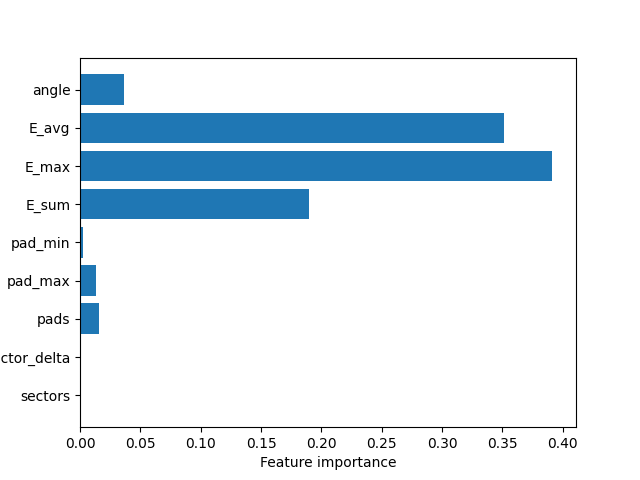 angle
E_avg
E_max
E_sum
pad_min
pad_max
pads
ctor_delta
sectors
0.00 0.05 0.10 0.15 0.20 0.25 0.30 0.35 0.40
Feature importance